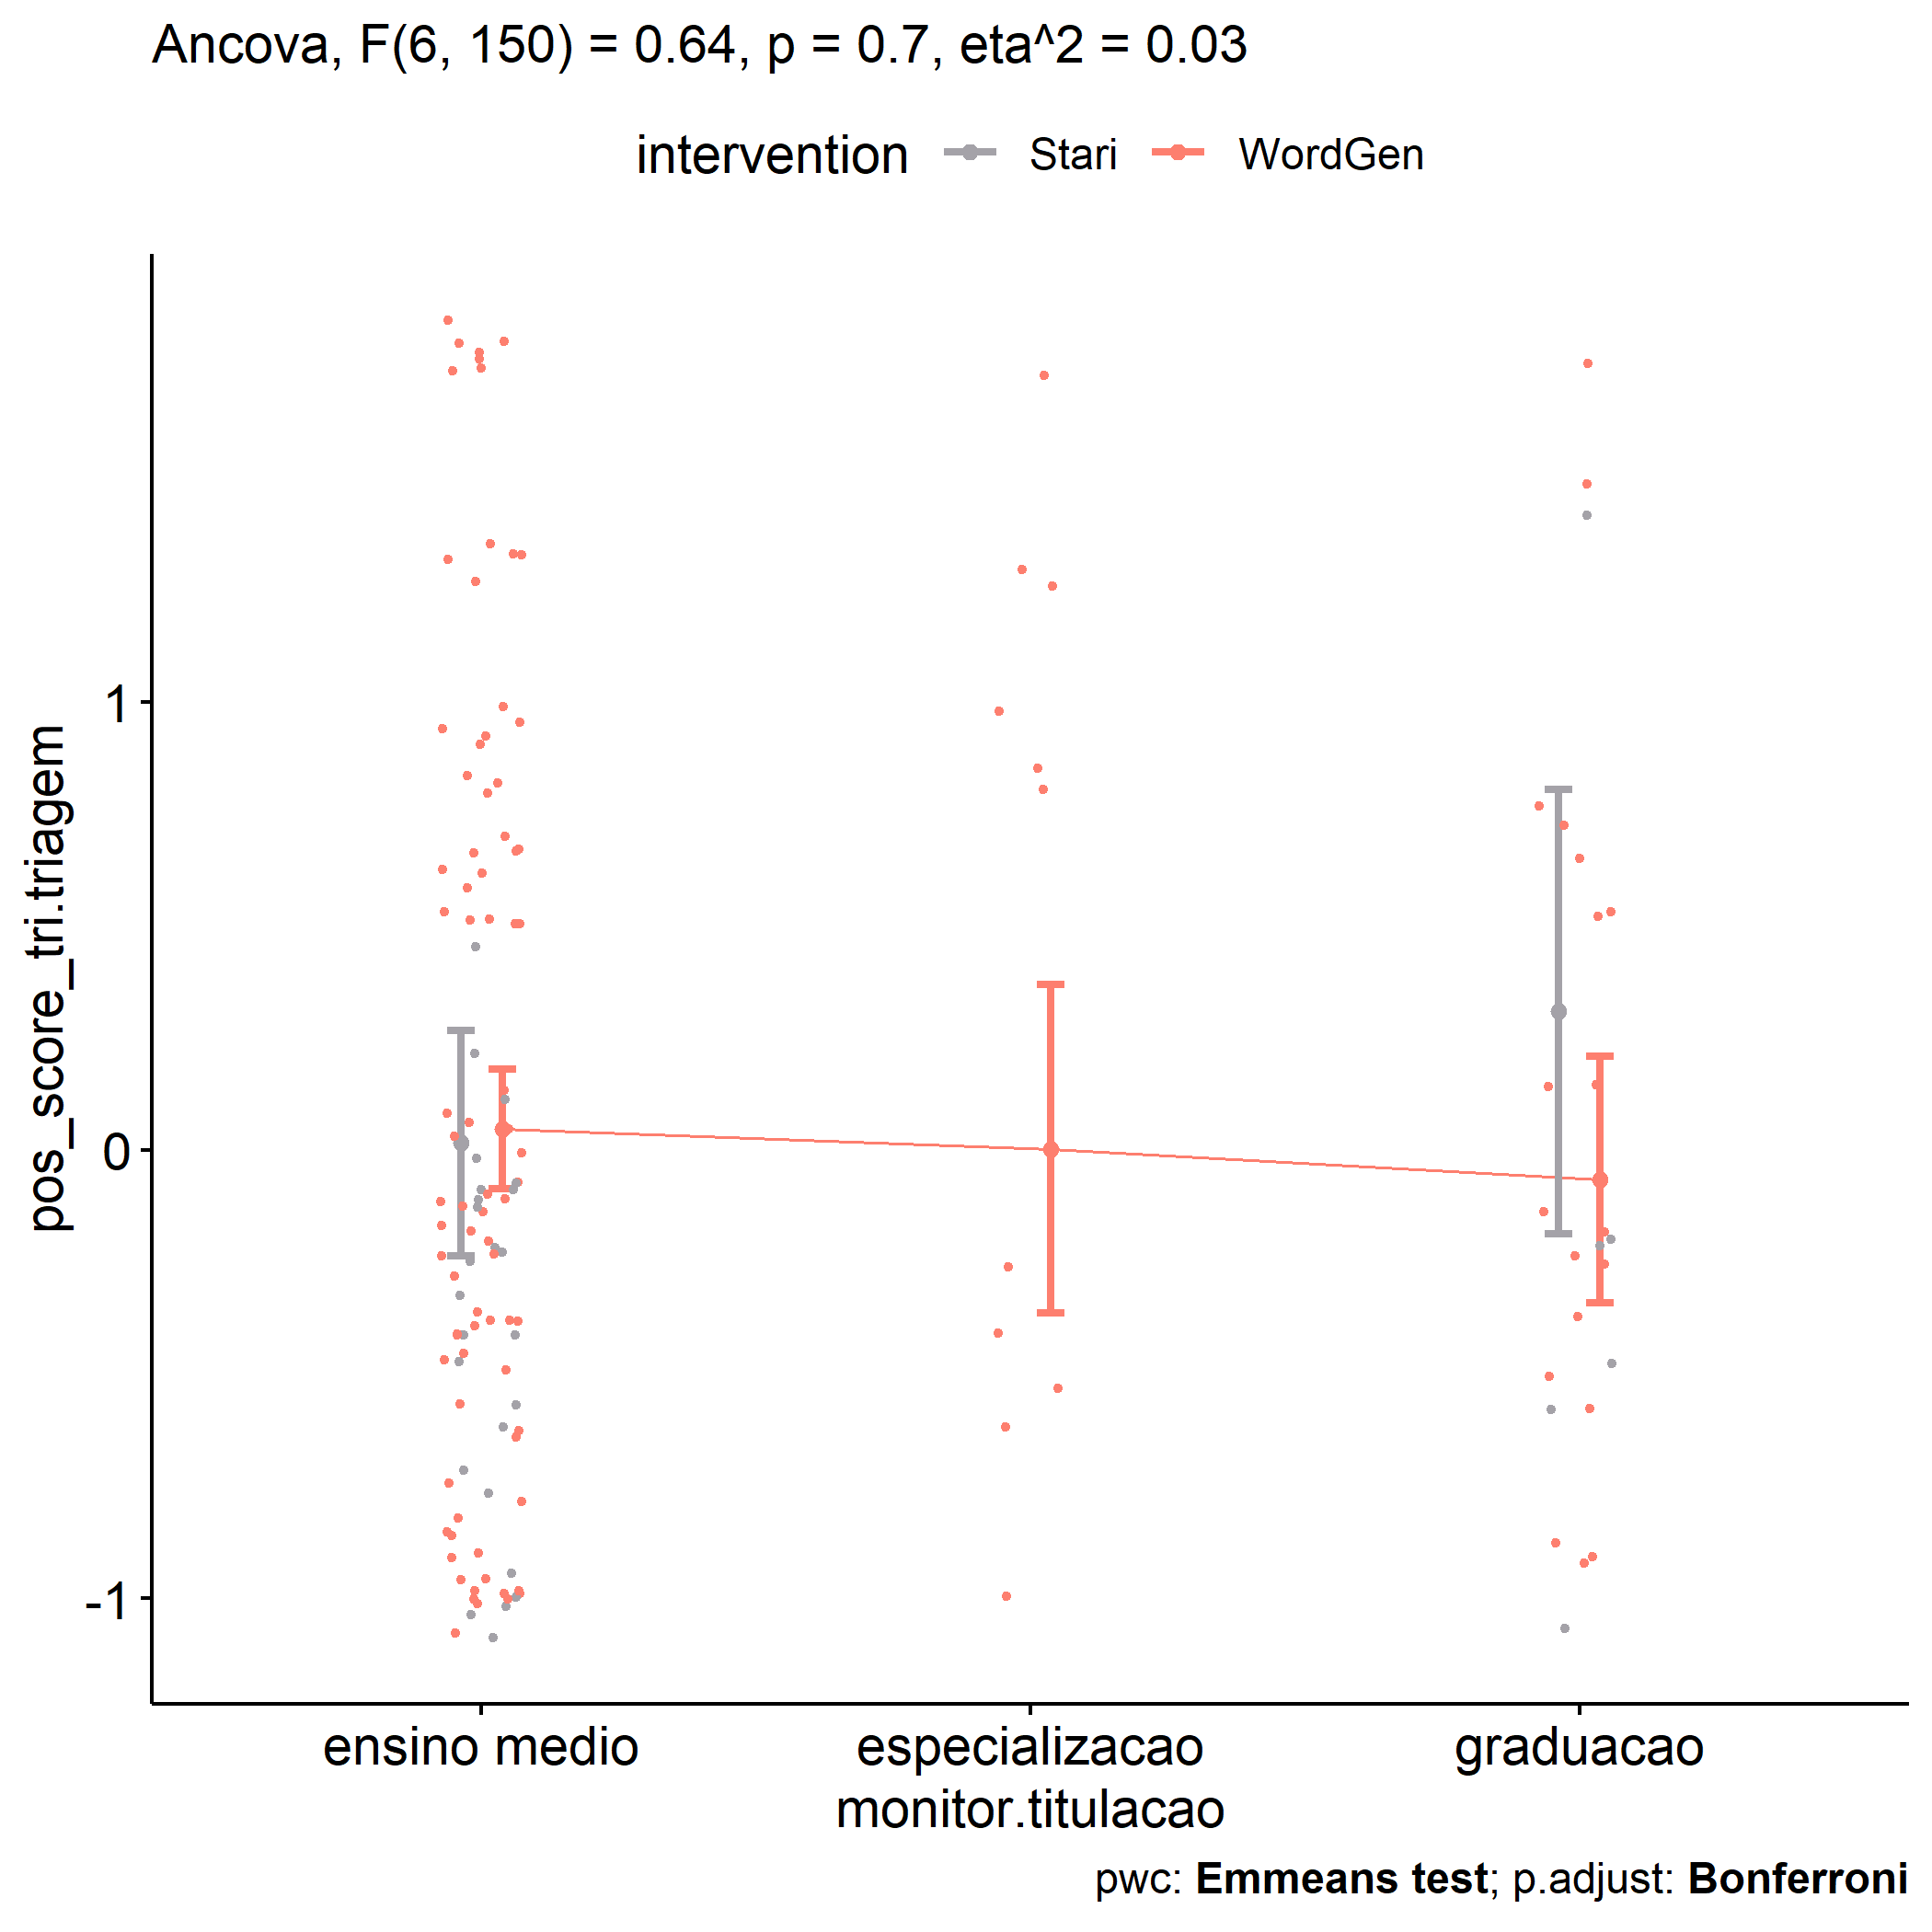 Ancova, F(6, 150) = 0.64, p = 0.7, eta^2 = 0.03
intervention Stari WordGen
pos_score_tri.triagem
1
0
-1
ensino medio especializacao graduacao
monitor.titulacao
pwc: Emmeans test; p.adjust: Bonferroni